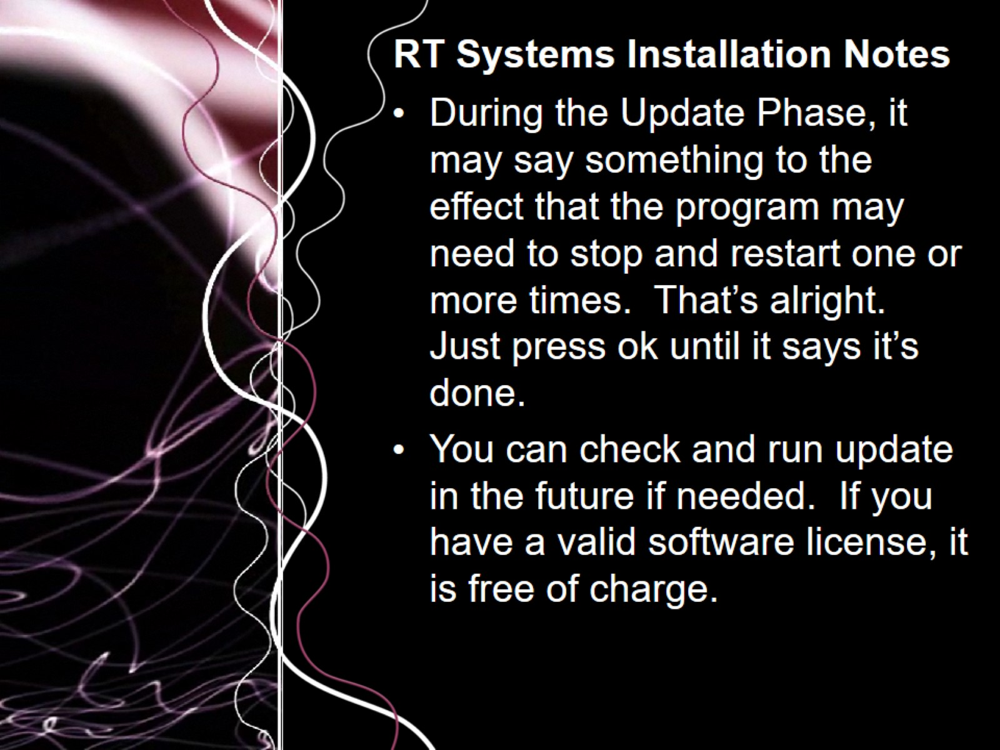 RT Systems Installation Notes
• During the Update Phase, it
may say something to the
effect that the program may
need to stop and restart one or
more times.  That’s alright.
Just press ok until it says it’s
done.
• You can check and run update
in the future if needed.  If you
have a valid software license, it
is free of charge.